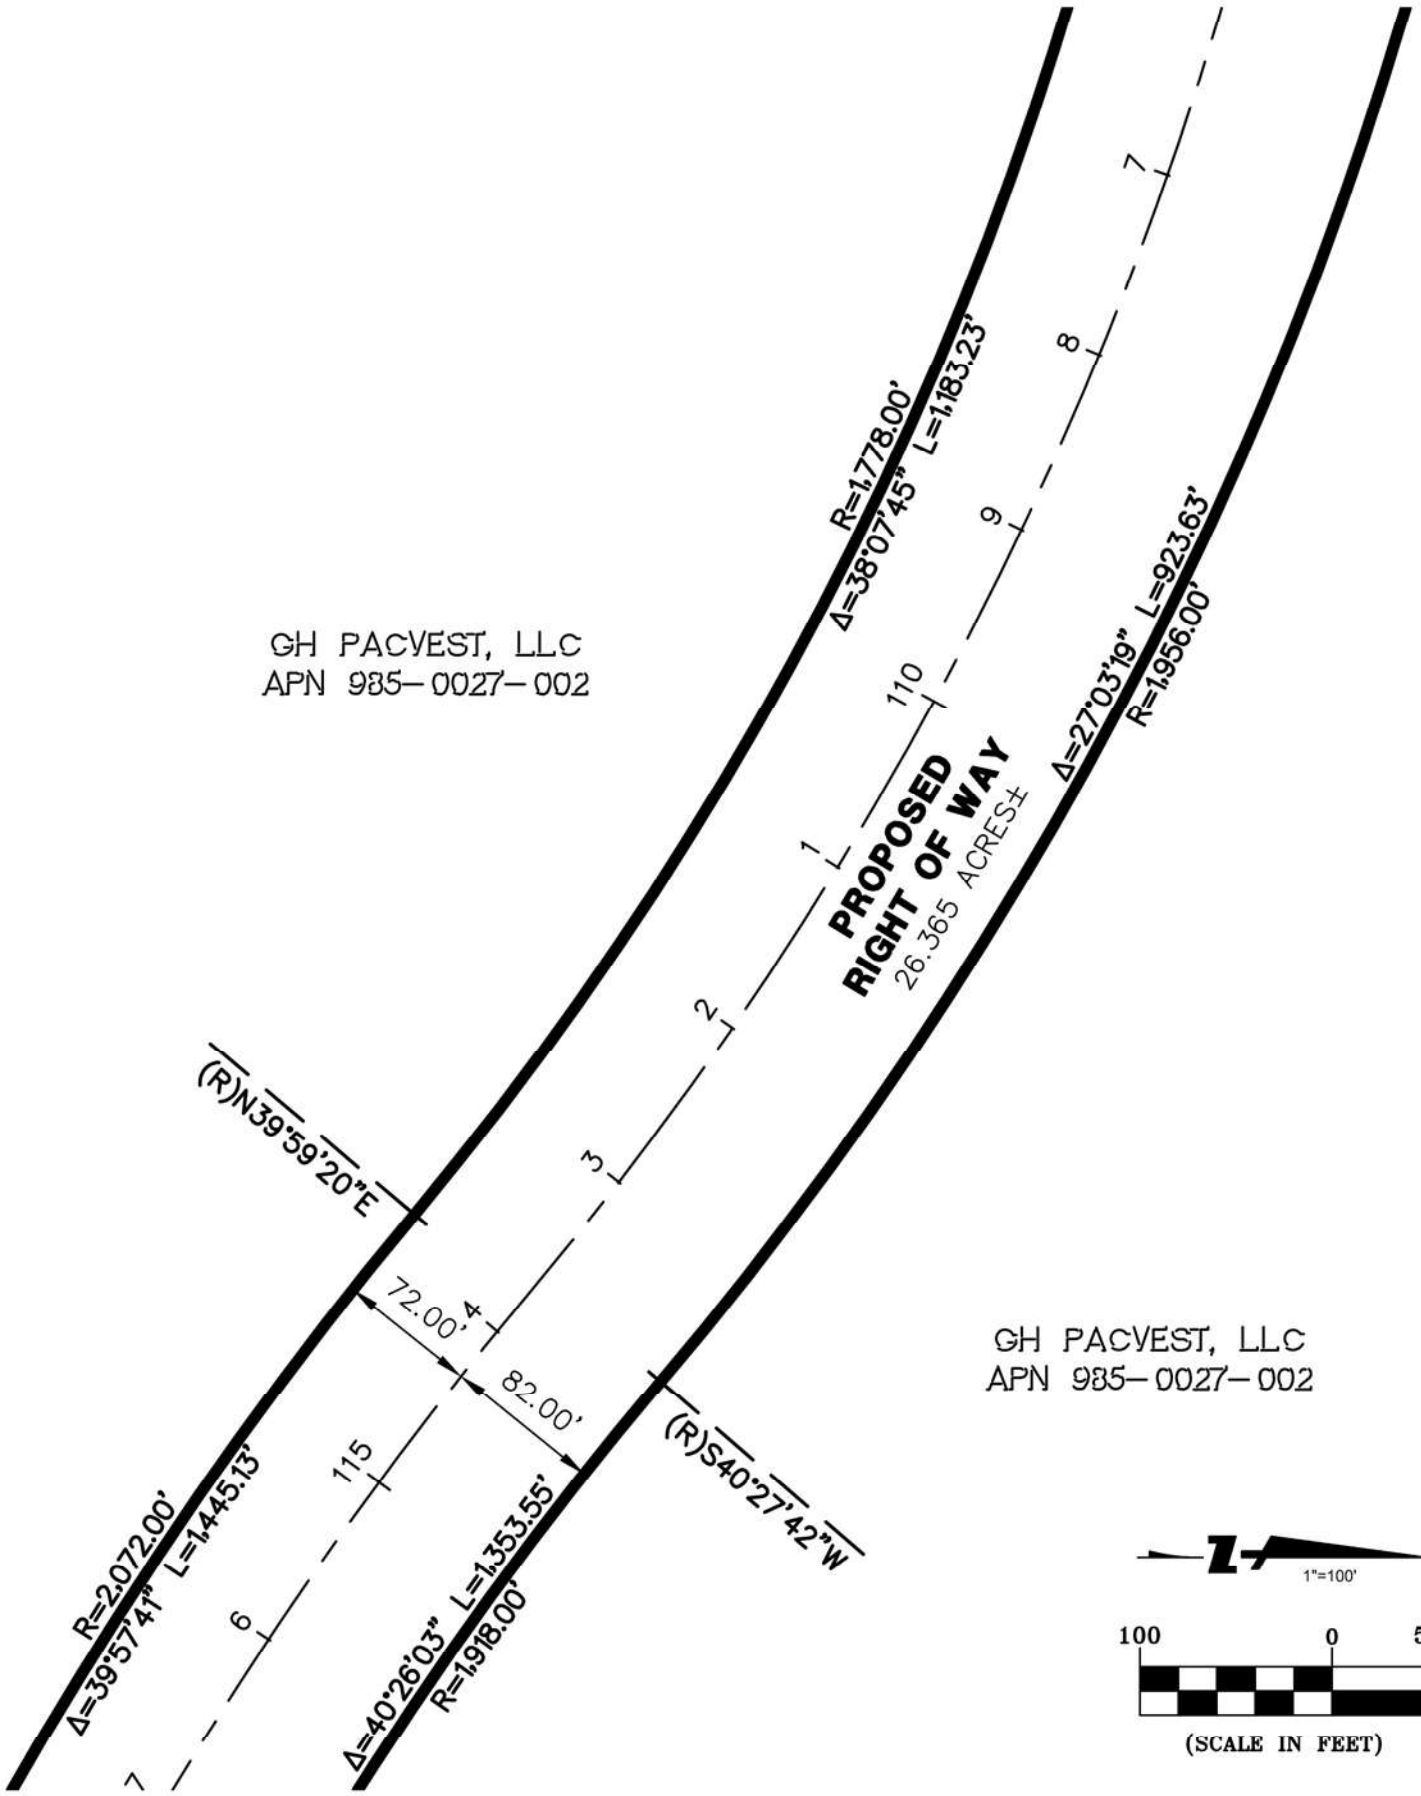 7
8
R=1,778.00'
Δ=38°07'45" L=1,183.23'
9
Δ=27°03'19" L=923.63'
R=1,956.00'
GH PACVEST, LLC
APN 985-0027-002
110
PROPOSED
RIGHT OF WAY
26.365 ACRES±
1
2
(R)N39°59'20"E
3
72.00'
4
82.00'
GH PACVEST, LLC
APN 985-0027-002
(R)S40°27'42"W
115
R=2,072.00'
Δ=39°57'41" L=1,445.13'
Δ=40°26'03" L=1,353.55'
R=1,918.00'
6
7
N
1"=100'
100 0 5
(SCALE IN FEET)